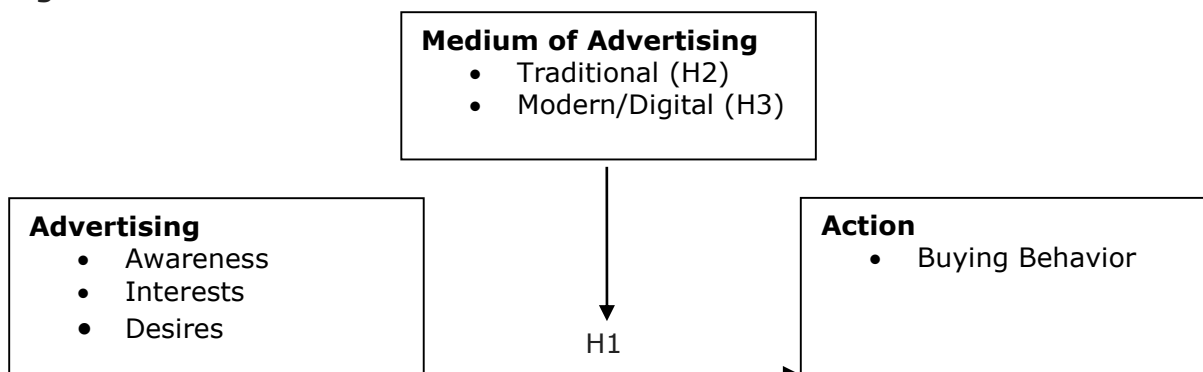 Medium of Advertising
• Traditional (H2)
• Modern/Digital (H3)
Advertising
• Awareness
• Interests
• Desires
Action
• Buying Behavior
H1